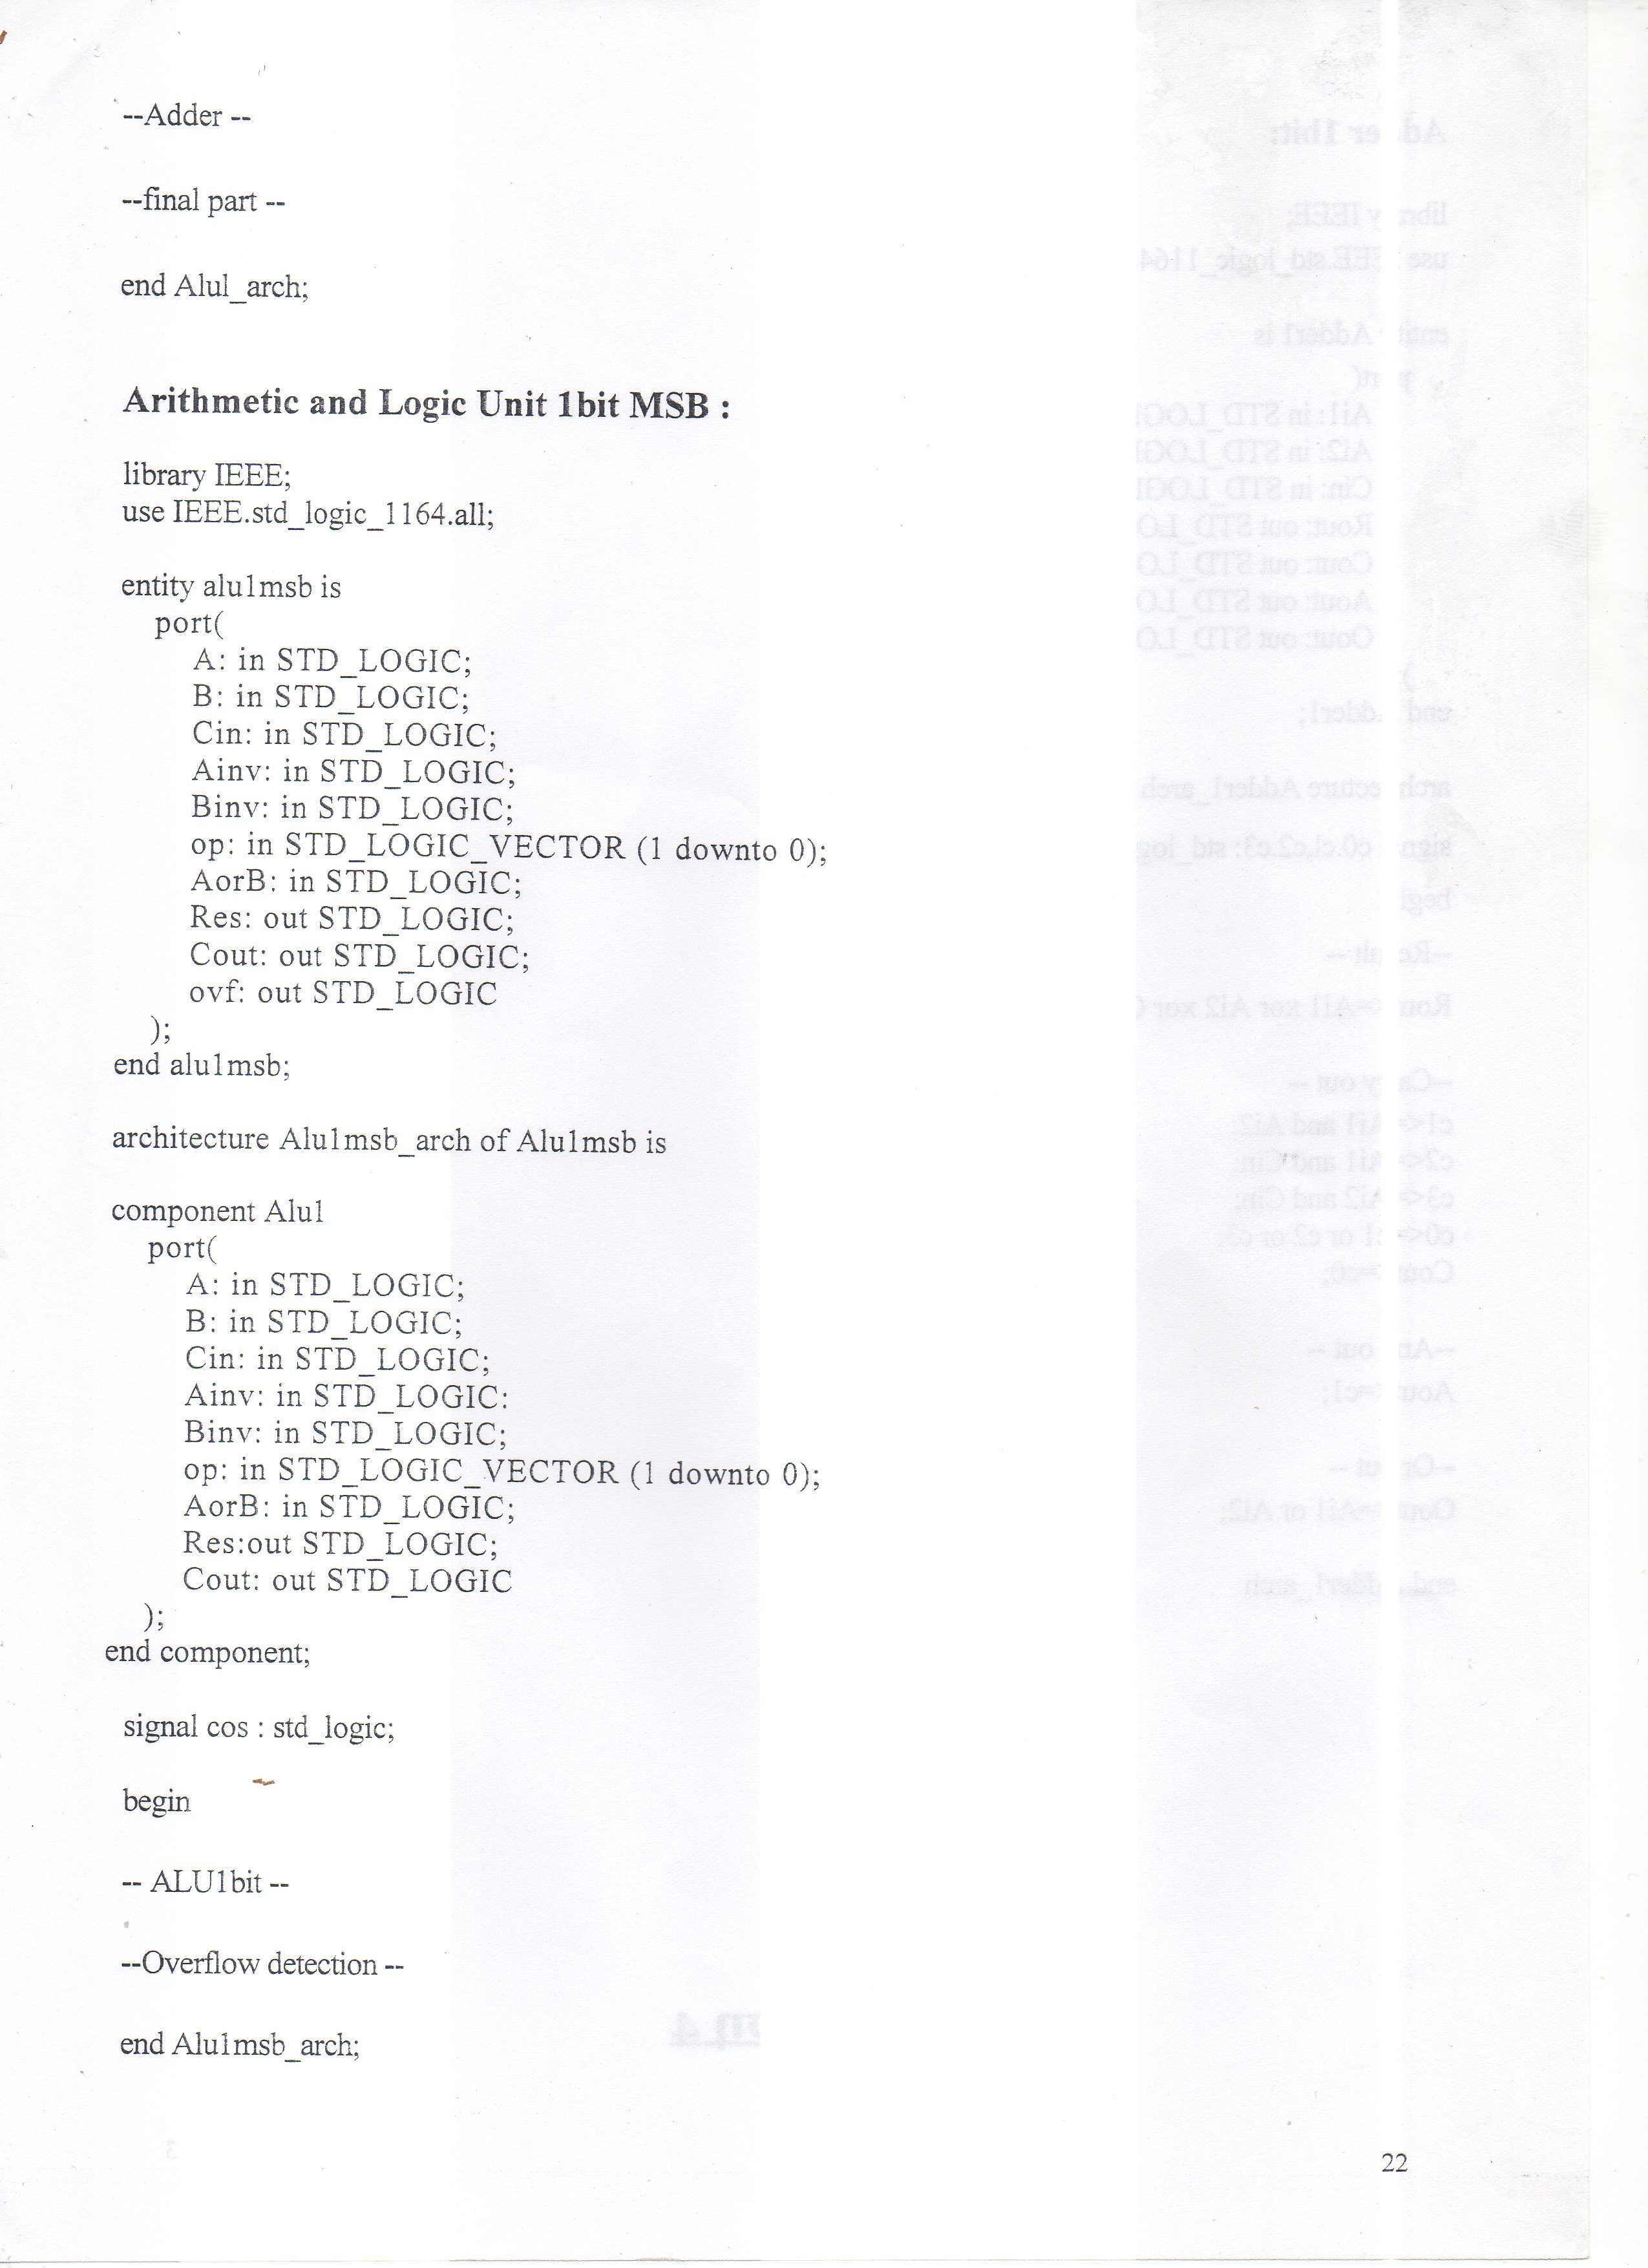 --Adder --
--final part --
end Alul_arch;
Arithmetic and Logic Unit 1bit MSB :
library IEEE;
use IEEE.std_logic_1164.all;
entity alu1msb is
port(
A: in STD_LOGIC;
B: in STD_LOGIC;
Cin: in STD_LOGIC;
Ainv: in STD_LOGIC;
Binv: in STD_LOGIC;
op: in STD_LOGIC_VECTOR (1 downto 0);
AorB: in STD_LOGIC;
Res: out STD_LOGIC;
Cout: out STD_LOGIC;
ovf: out STD_LOGIC
);
end alu1msb;
architecture Alu1msb_arch of Alu1msb is
component Alu1
port(
A: in STD_LOGIC;
B: in STD_LOGIC;
Cin: in STD_LOGIC;
Ainv: in STD_LOGIC:
Binv: in STD_LOGIC;
op: in STD_LOGIC_VECTOR (1 downto 0);
AorB: in STD_LOGIC;
Res:out STD_LOGIC;
Cout: out STD_LOGIC
);
end component;
signal cos : std_logic;
begin
-- ALU1bit --
--Overflow detection --
end Alu1msb_arch;
22